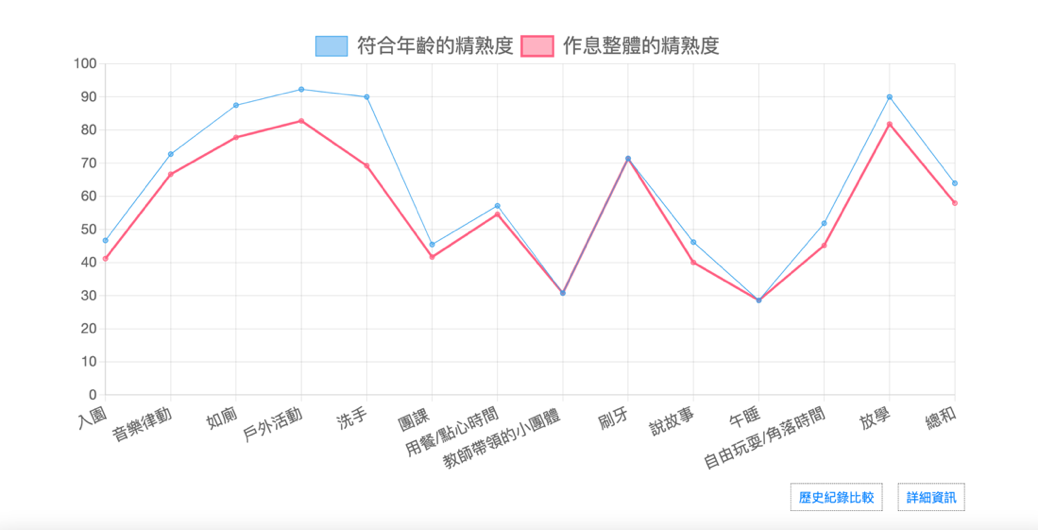 符合年齡的精熟度 作息整體的精熟度
100
90
80
70
60
50
40
30
20
10
0
入園
音樂律動
如廁
戶外活動
洗手
團課
用餐/點心時間
教師帶領的小團體
刷牙
說故事
午睡
自由玩耍/角落時間
放學
總和
歷史紀錄比較 詳細資訊